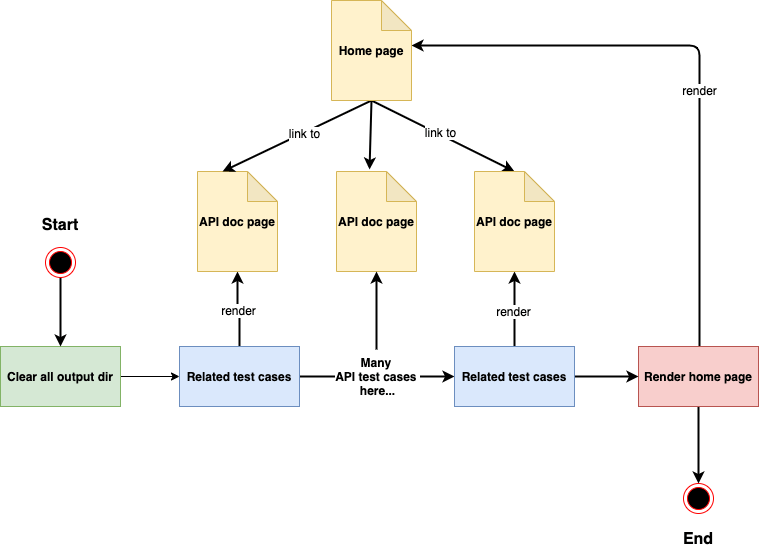 Home page
render
link to
link to
API doc page
API doc page
API doc page
Start
render
render
Clear all output dir
Related test cases
Many
API test cases
here...
Related test cases
Render home page
End